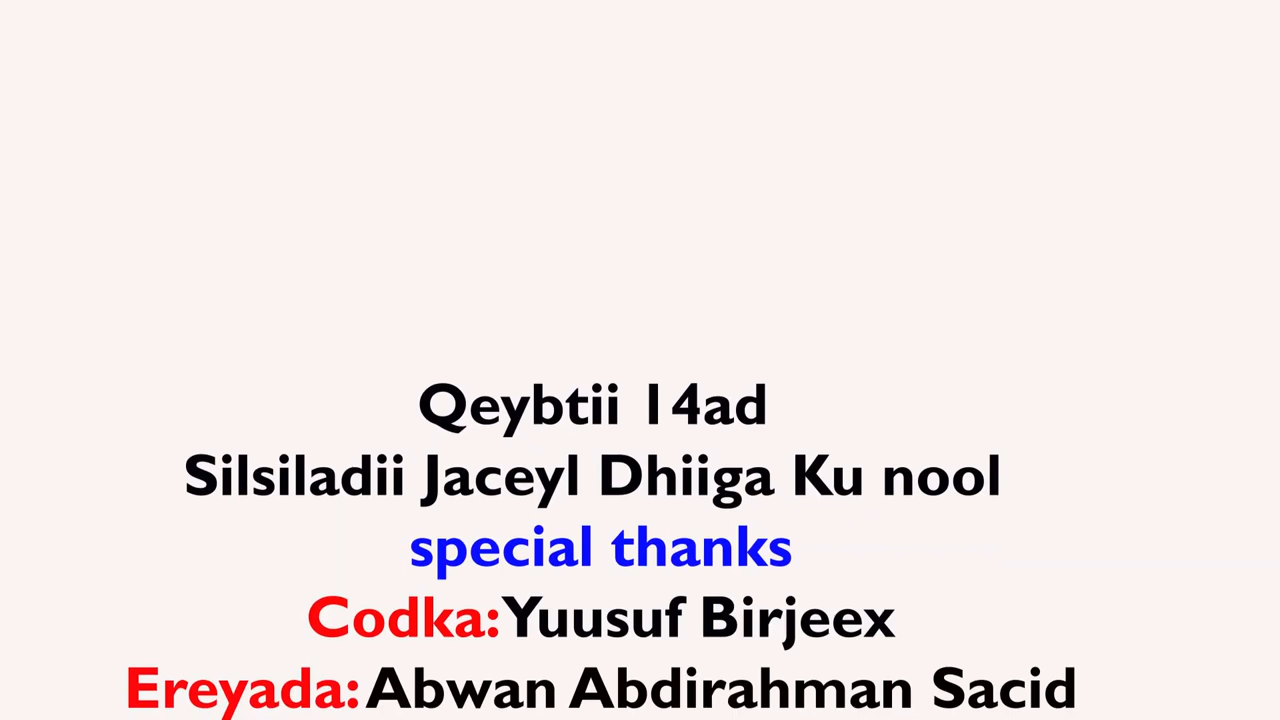 Qeybtii 14ad
Silsiladii Jaceyl Dhiiga Ku nool
special thanks
Codka: Yuusuf Birjeex
Ereyada: Abwan Abdirahman Sacid